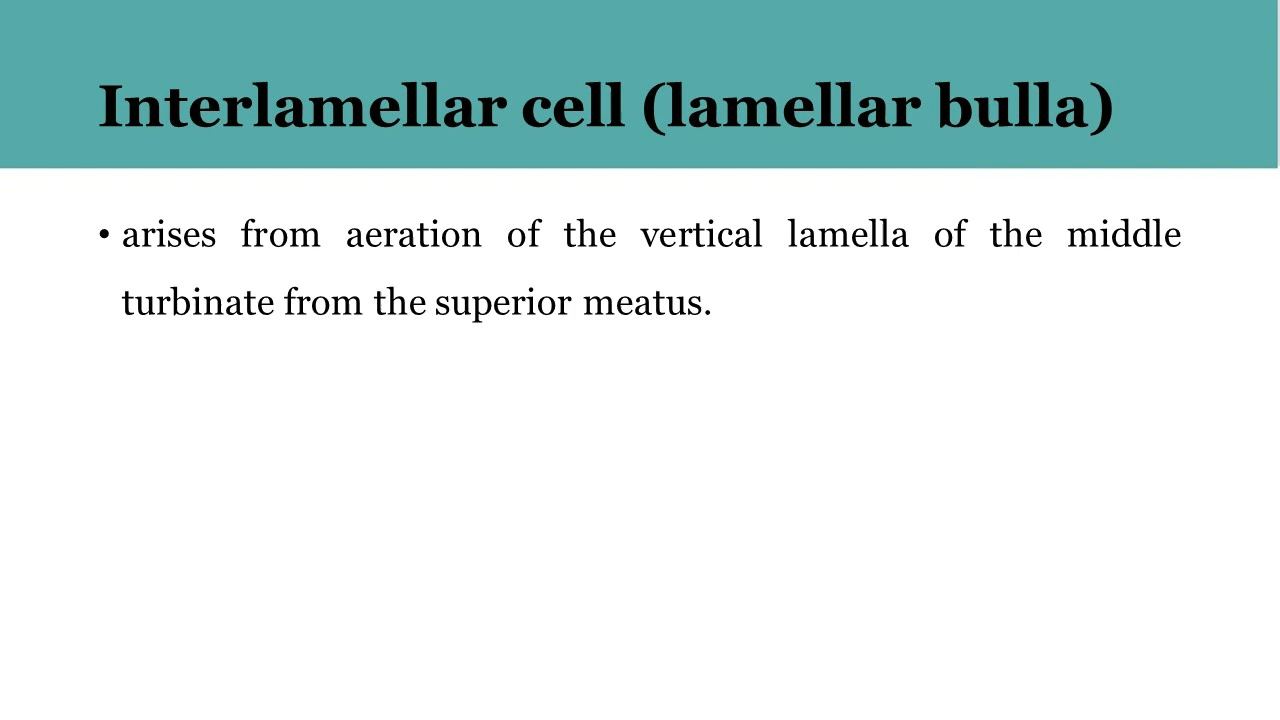 Interlamellar cell (lamellar bulla)
• arises from aeration of the vertical lamella of the middle
turbinate from the superior meatus.